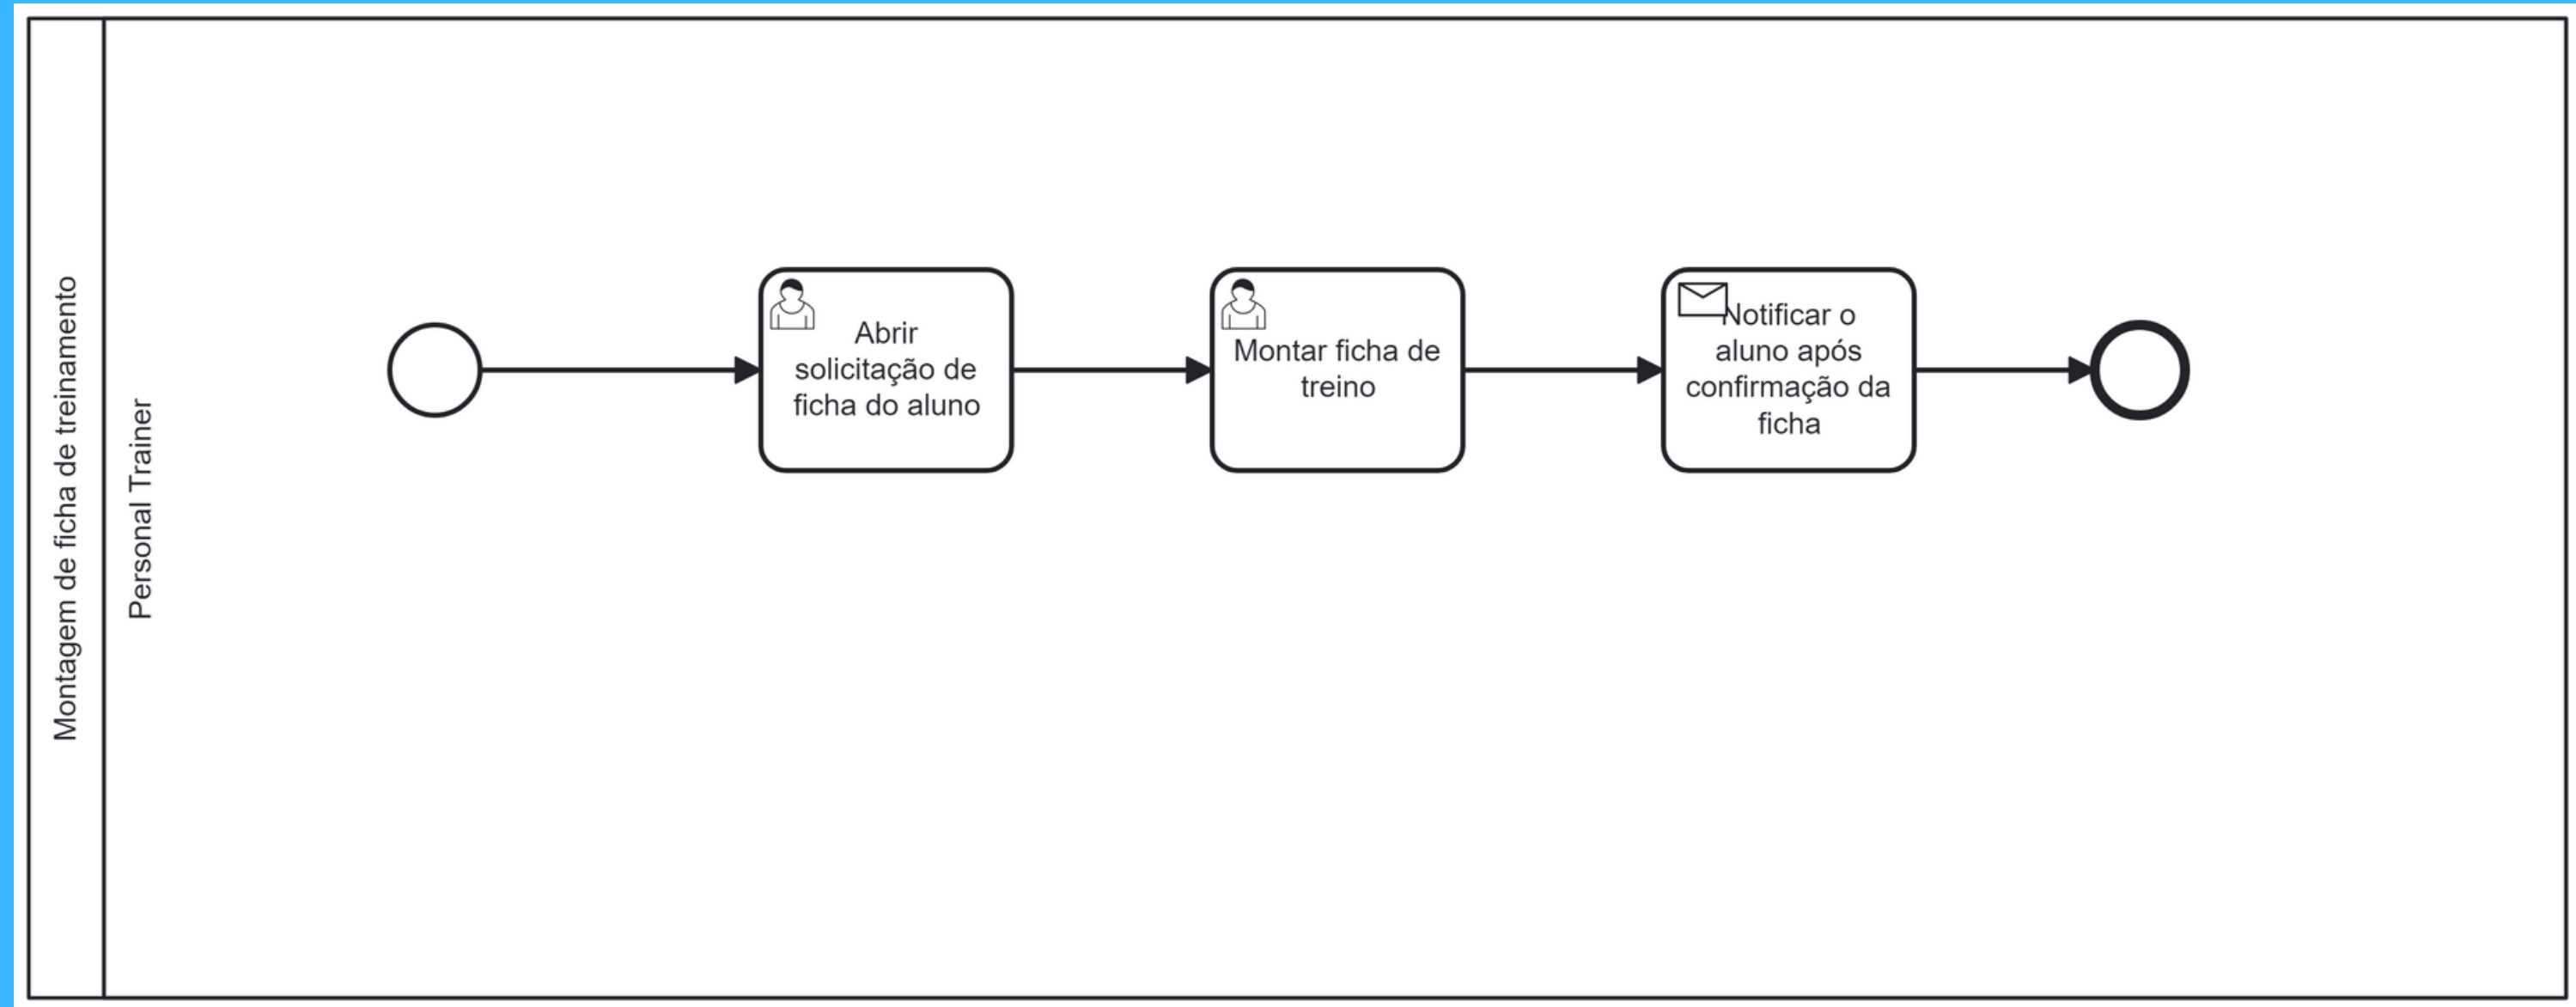 Montagem de ficha de treinamento
Personal Trainer
Abrir
solicitação de
ficha do aluno
Montar ficha de
treino
Notificar o
aluno após
confirmação da
ficha